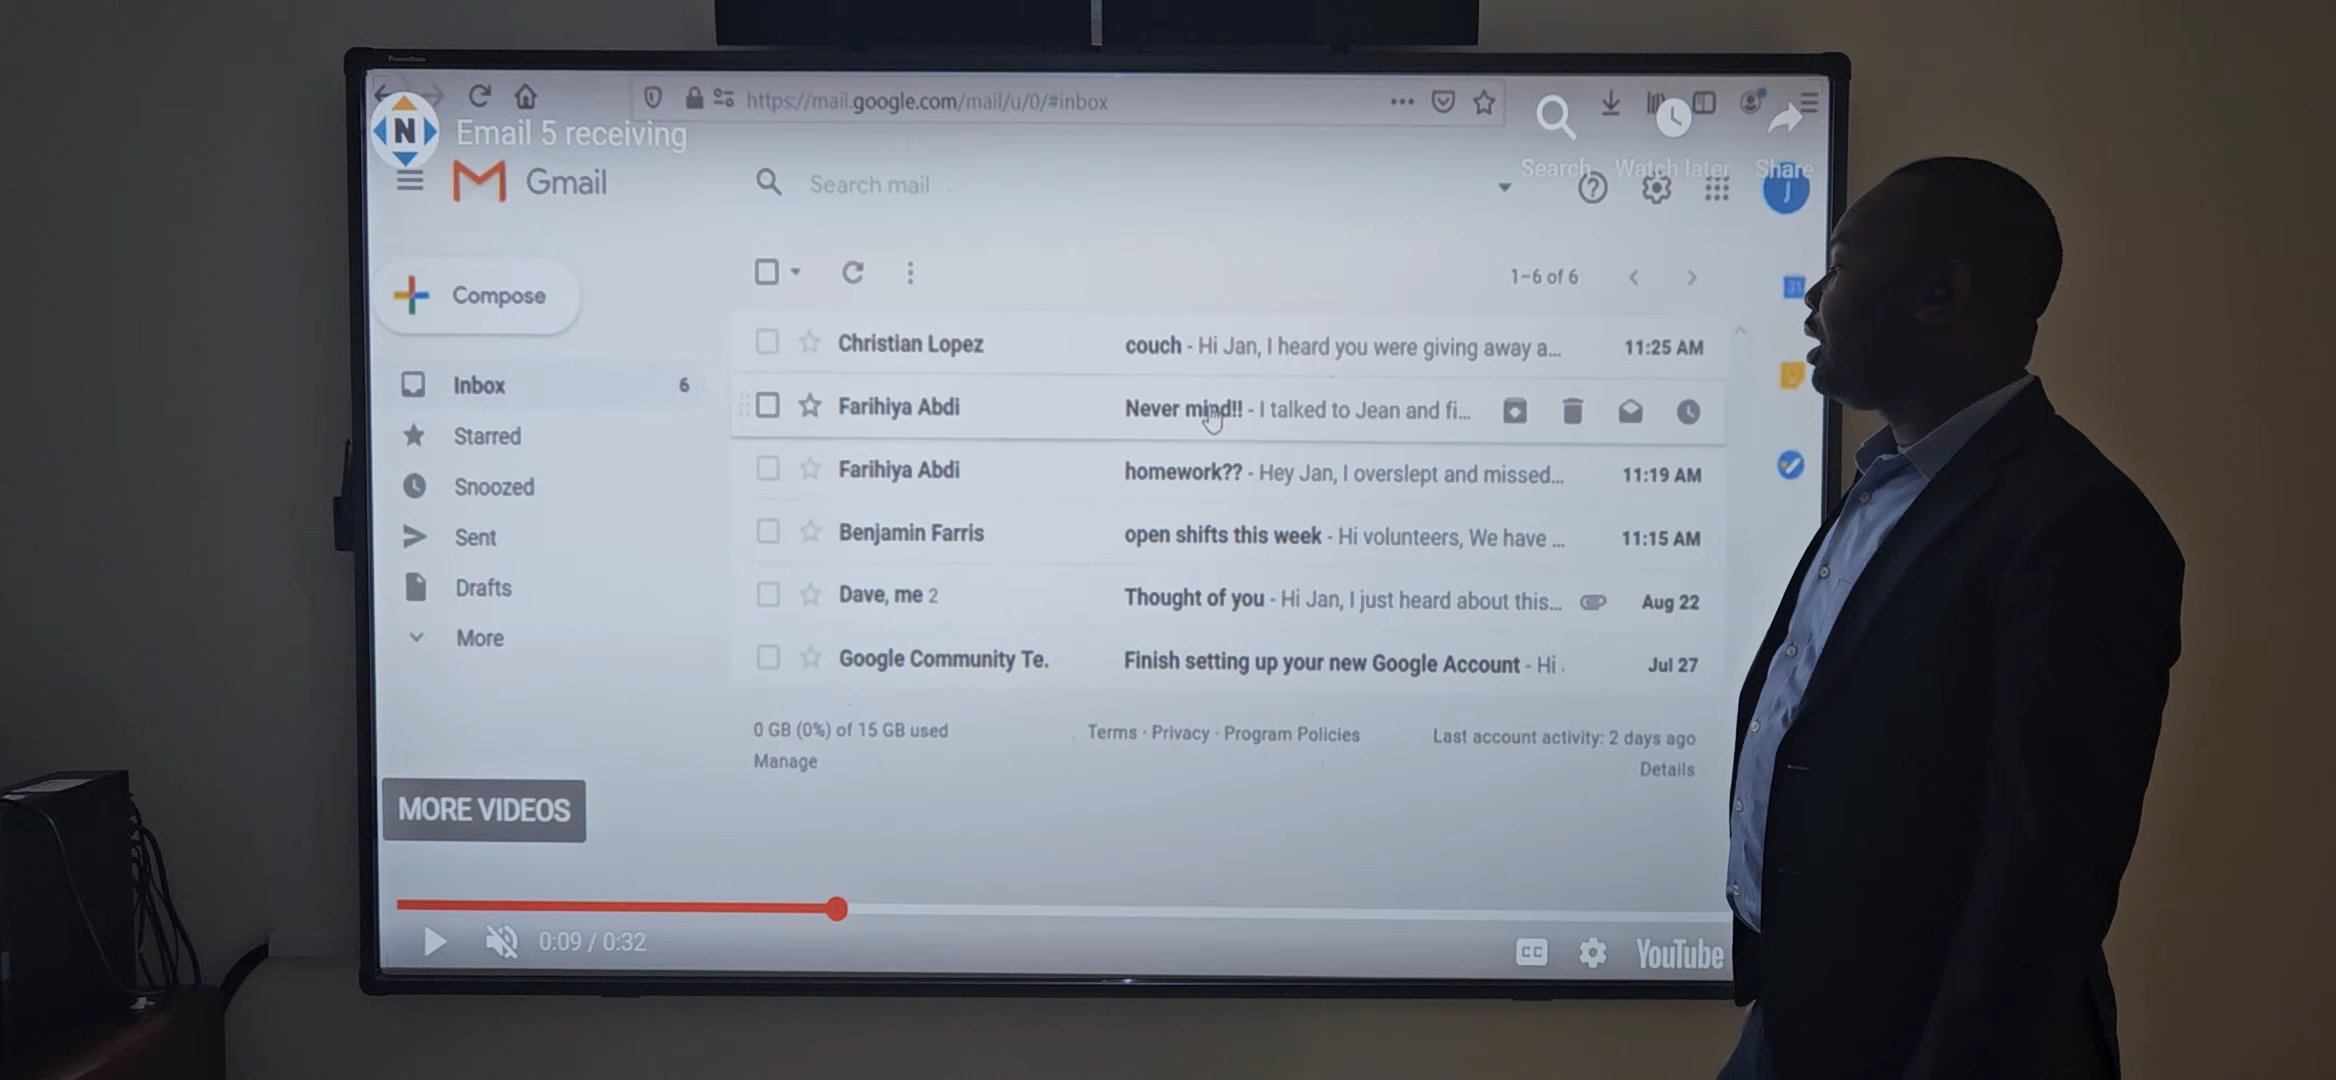 Promethean
https://mail.google.com/mail/u/0/#inbox
N
Email 5 receiving
Search
Watch later
Share
Gmail
Search mail
J
Compose
1–6 of 6
31
Inbox 6
Starred
Snoozed
Sent
Drafts
More
Christian Lopez couch - Hi Jan, I heard you were giving away a... 11:25 AM
Farihiya Abdi Never mind!! - I talked to Jean and fi...
Farihiya Abdi homework?? - Hey Jan, I overslept and missed... 11:19 AM
Benjamin Farris open shifts this week - Hi volunteers, We have ... 11:15 AM
Dave, me 2 Thought of you - Hi Jan, I just heard about this... Aug 22
Google Community Te. Finish setting up your new Google Account - Hi . Jul 27
0 GB (0%) of 15 GB used
Manage
Terms · Privacy · Program Policies
Last account activity: 2 days ago
Details
MORE VIDEOS
0:09 / 0:32
CC
YouTube